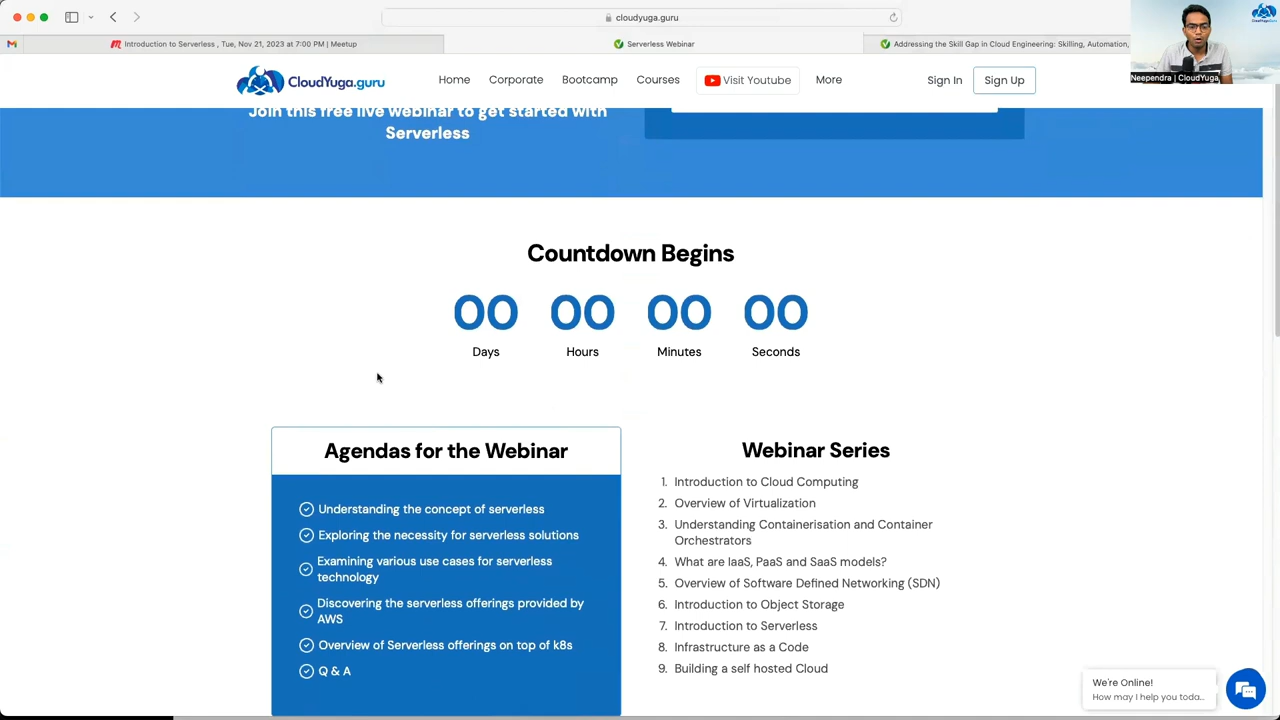 cloudyuga.guru
Introduction to Serverless , Tue, Nov 21, 2023 at 7:00 PM | Meetup
Serverless Webinar
Addressing the Skill Gap in Cloud Engineering: Skilling, Automation,
CloudYuga.guru
Home
Corporate
Bootcamp
Courses
Visit Youtube
More
Sign In
Sign Up
Neependra | CloudYuga
Join this free live webinar to get started with
Serverless
Countdown Begins
00 00 00 00
Days Hours Minutes Seconds
Agendas for the Webinar
Understanding the concept of serverless
Exploring the necessity for serverless solutions
Examining various use cases for serverless
technology
Discovering the serverless offerings provided by
AWS
Overview of Serverless offerings on top of k8s
Q & A
Webinar Series
1. Introduction to Cloud Computing
2. Overview of Virtualization
3. Understanding Containerisation and Container
Orchestrators
4. What are IaaS, PaaS and SaaS models?
5. Overview of Software Defined Networking (SDN)
6. Introduction to Object Storage
7. Introduction to Serverless
8. Infrastructure as a Code
9. Building a self hosted Cloud
We're Online!
How may I help you toda...